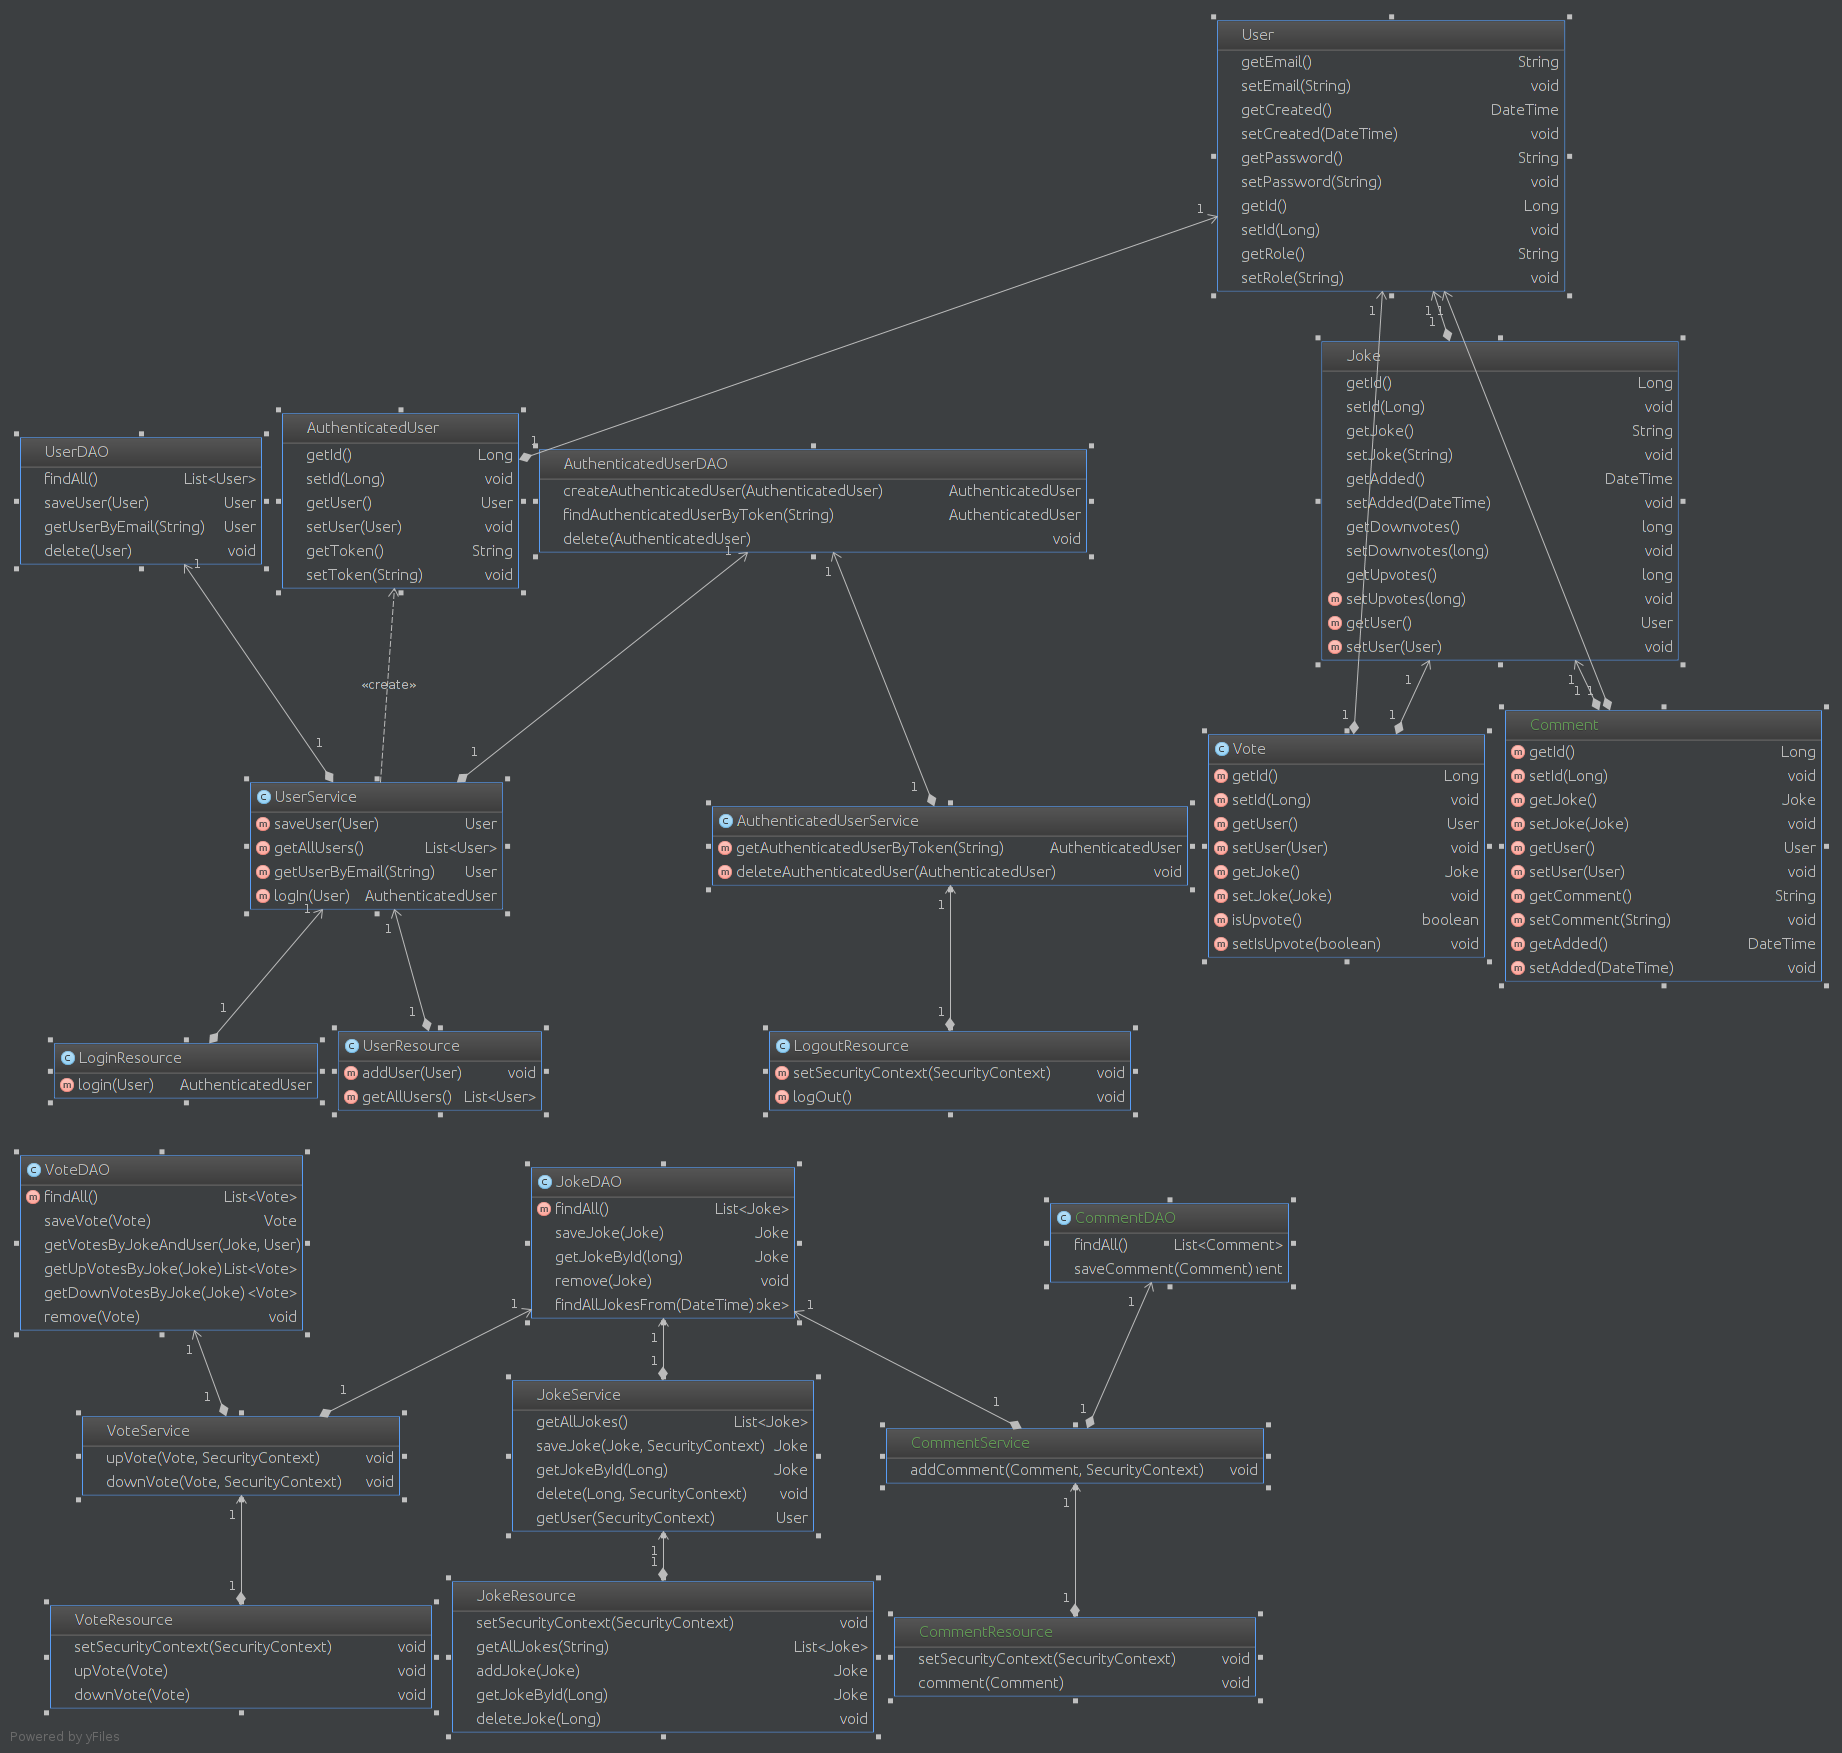 User
getEmail() String
setEmail(String) void
getCreated() DateTime
setCreated(DateTime) void
getPassword() String
setPassword(String) void
getId() Long
setId(Long) void
getRole() String
setRole(String) void
1
1
1 1
1
Joke
getId() Long
setId(Long) void
getJoke() String
setJoke(String) void
getAdded() DateTime
setAdded(DateTime) void
getDownvotes() long
setDownvotes(long) void
getUpvotes() long
m setUpvotes(long) void
m getUser() User
m setUser(User) void
UserDAO
findAll() List<User>
saveUser(User) User
getUserByEmail(String) User
delete(User) void
1
AuthenticatedUser
getId() Long
setId(Long) void
getUser() User
setUser(User) void
getToken() String
setToken(String) void
1
AuthenticatedUserDAO
createAuthenticatedUser(AuthenticatedUser) AuthenticatedUser
findAuthenticatedUserByToken(String) AuthenticatedUser
delete(AuthenticatedUser) void
1
1
«create»
1
1
1
1
1
1
1
1
1
C UserService
m saveUser(User) User
m getAllUsers() List<User>
m getUserByEmail(String) User
m logIn(User) AuthenticatedUser
1
1
C AuthenticatedUserService
m getAuthenticatedUserByToken(String) AuthenticatedUser
m deleteAuthenticatedUser(AuthenticatedUser) void
1
C Vote
m getId() Long
m setId(Long) void
m getUser() User
m setUser(User) void
m getJoke() Joke
m setJoke(Joke) void
m isUpvote() boolean
m setIsUpvote(boolean) void
Comment
m getId() Long
m setId(Long) void
m getJoke() Joke
m setJoke(Joke) void
m getUser() User
m setUser(User) void
m getComment() String
m setComment(String) void
m getAdded() DateTime
m setAdded(DateTime) void
1
1
1
C LoginResource
m login(User) AuthenticatedUser
C UserResource
m addUser(User) void
m getAllUsers() List<User>
C LogoutResource
m setSecurityContext(SecurityContext) void
m logOut() void
C VoteDAO
m findAll() List<Vote>
saveVote(Vote) Vote
getVotesByJokeAndUser(Joke, User)
getUpVotesByJoke(Joke) List<Vote>
getDownVotesByJoke(Joke) <Vote>
remove(Vote) void
C JokeDAO
m findAll() List<Joke>
saveJoke(Joke) Joke
getJokeById(long) Joke
remove(Joke) void
findAllJokesFrom(DateTime) oke>
C CommentDAO
findAll() List<Comment>
saveComment(Comment) nent
1
1
1
1
1
1
1
1
1
1
VoteService
upVote(Vote, SecurityContext) void
downVote(Vote, SecurityContext) void
JokeService
getAllJokes() List<Joke>
saveJoke(Joke, SecurityContext) Joke
getJokeById(Long) Joke
delete(Long, SecurityContext) void
getUser(SecurityContext) User
CommentService
addComment(Comment, SecurityContext) void
1
1
1
1
1
1
VoteResource
setSecurityContext(SecurityContext) void
upVote(Vote) void
downVote(Vote) void
JokeResource
setSecurityContext(SecurityContext) void
getAllJokes(String) List<Joke>
addJoke(Joke) Joke
getJokeById(Long) Joke
deleteJoke(Long) void
CommentResource
setSecurityContext(SecurityContext) void
comment(Comment) void
Powered by yFiles